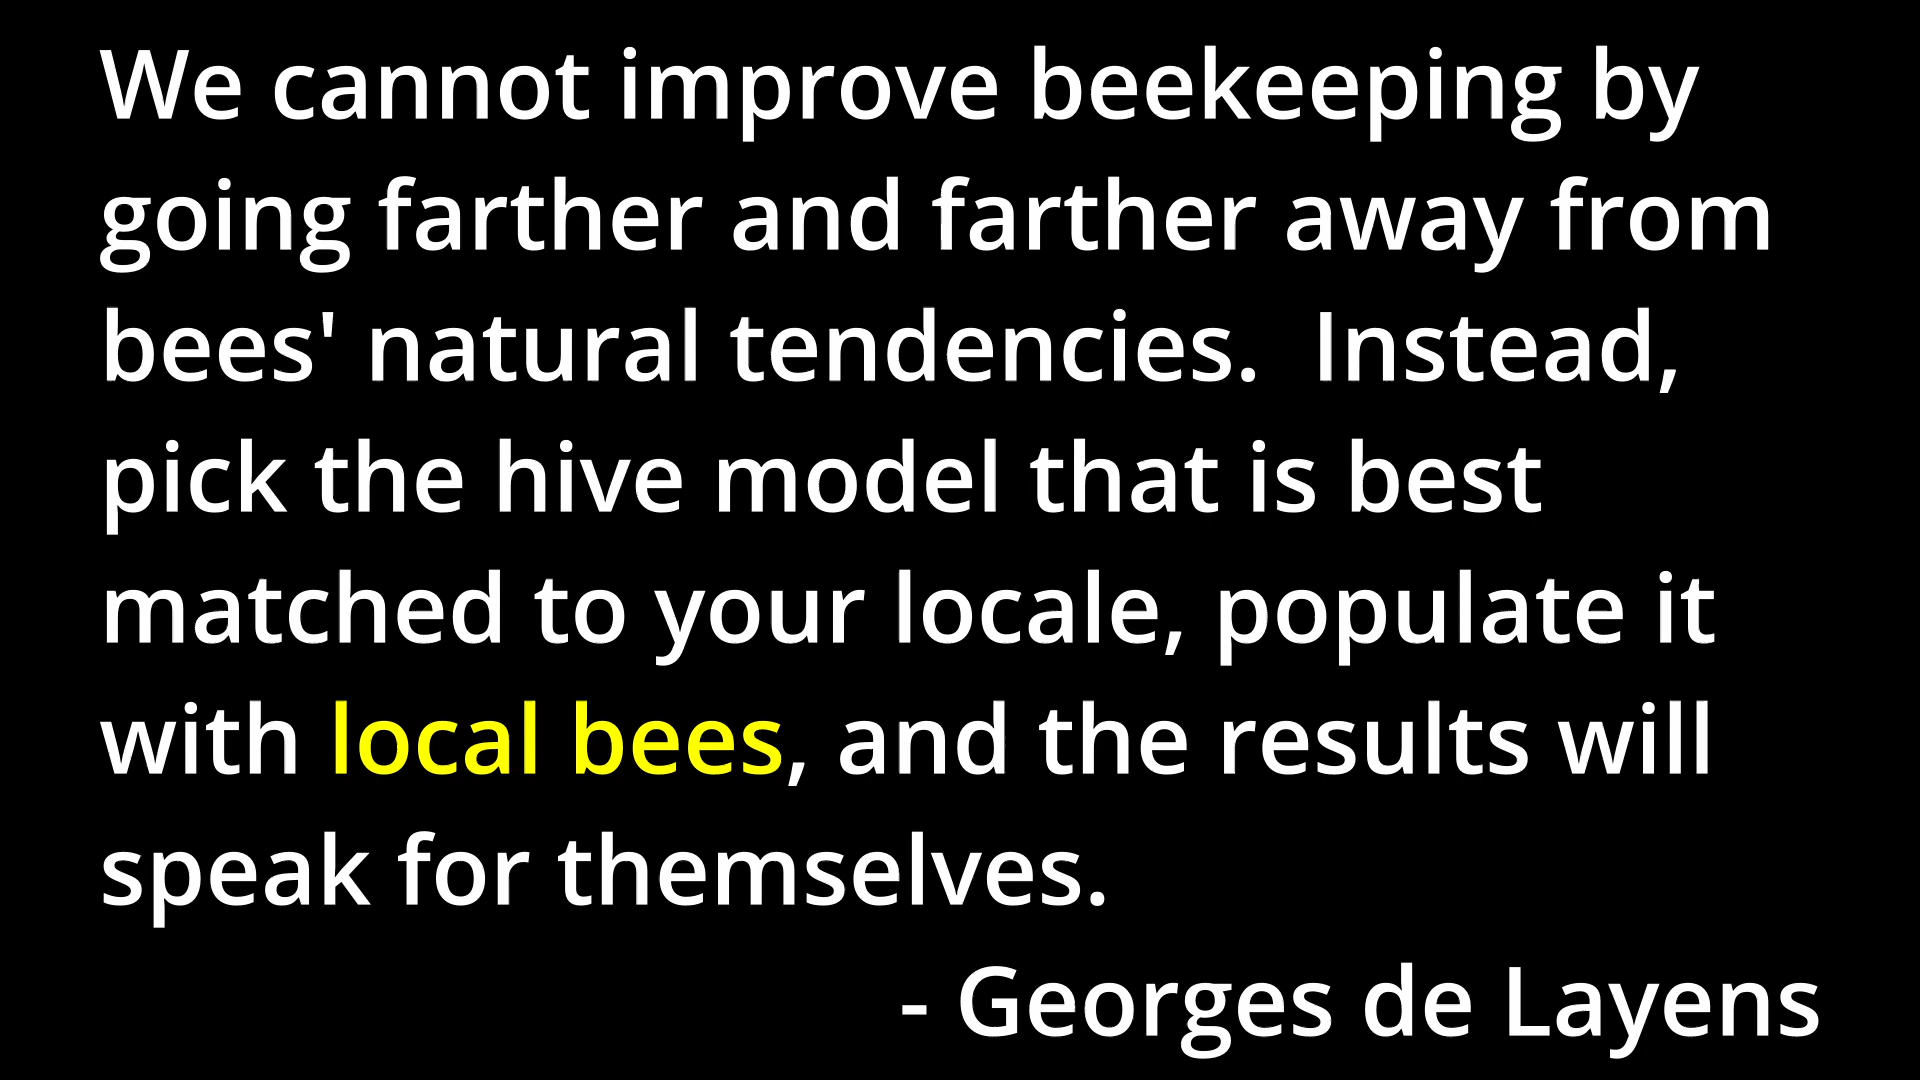 We cannot improve beekeeping by
going farther and farther away from
bees' natural tendencies.  Instead,
pick the hive model that is best
matched to your locale, populate it
with local bees, and the results will
speak for themselves.
- Georges de Layens